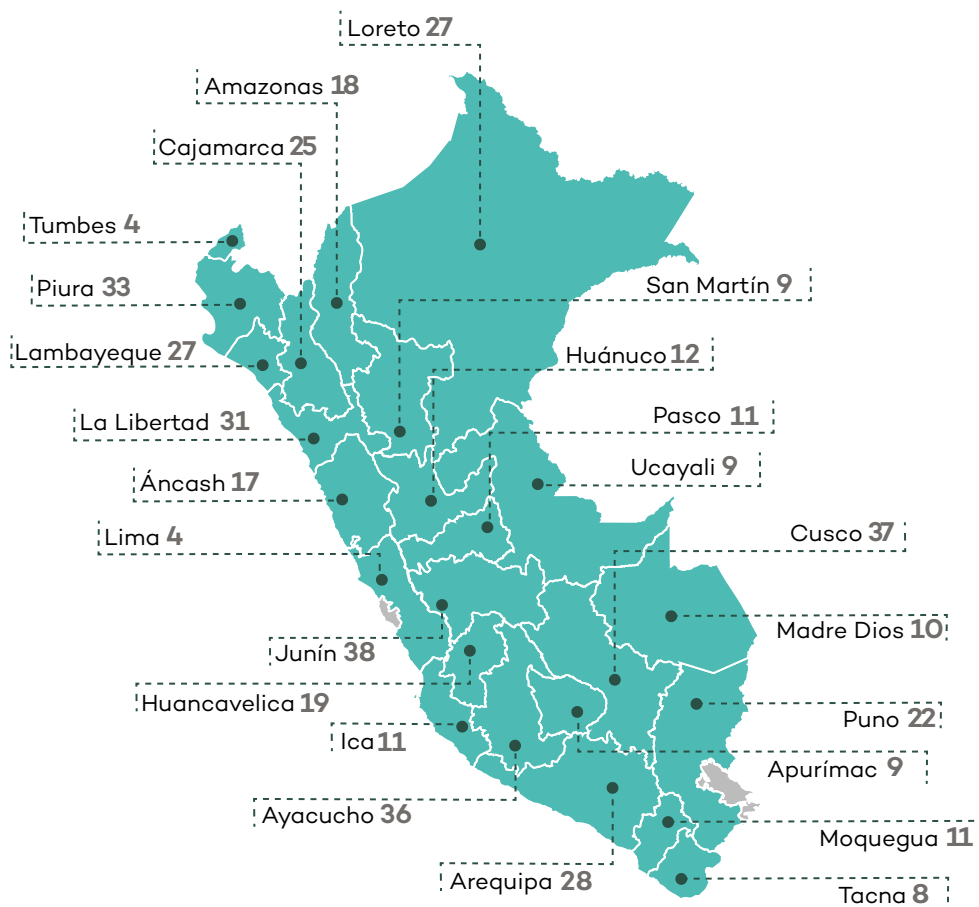 Loreto 27
Amazonas 18
Cajamarca 25
Tumbes 4
Piura 33
San Martín 9
Lambayeque 27
Huánuco 12
La Libertad 31
Pasco 11
Ucayali 9
Áncash 17
Lima 4
Cusco 37
Madre Dios 10
Junín 38
Huancavelica 19
Puno 22
Ica 11
Apurímac 9
Ayacucho 36
Moquegua 11
Arequipa 28
Tacna 8